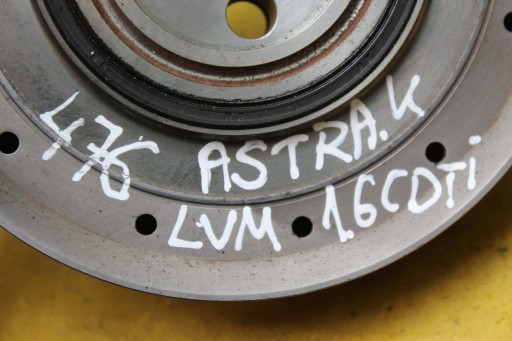 476 ASTRA.K
LVM 1.6CDTi